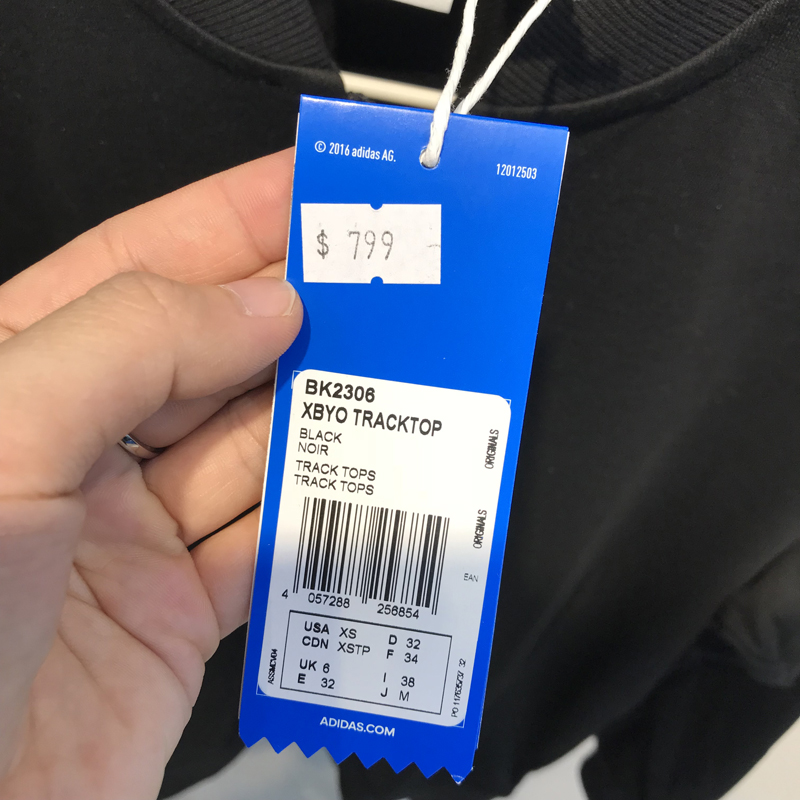 © 2016 adidas AG.
12012503
$ 799
BK2306
XBYO TRACKTOP
BLACK
NOIR
TRACK TOPS
TRACK TOPS
ORIGINALS
ORIGINALS
EAN
4 057288 256854
USA XS D 32
CDN XSTP F 34
UK 6 I 38
E 32 J M
ADIDAS.COM